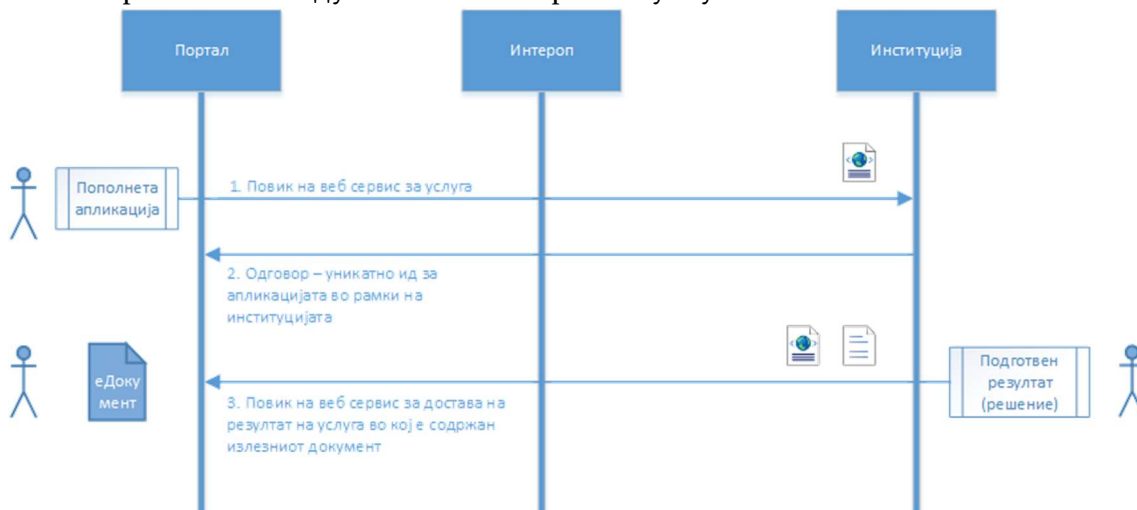 Портал
Интероп
Институција
Пополнета
апликација
1. Повик на веб сервис за услуга
2. Одговор – уникатно ид за
апликацијата во рамки на
институцијата
еДоку
мент
3. Повик на веб сервис за достава на
резултат на услуга во кој е содржан
излезниот документ
Подготвен
резултат
(решение)